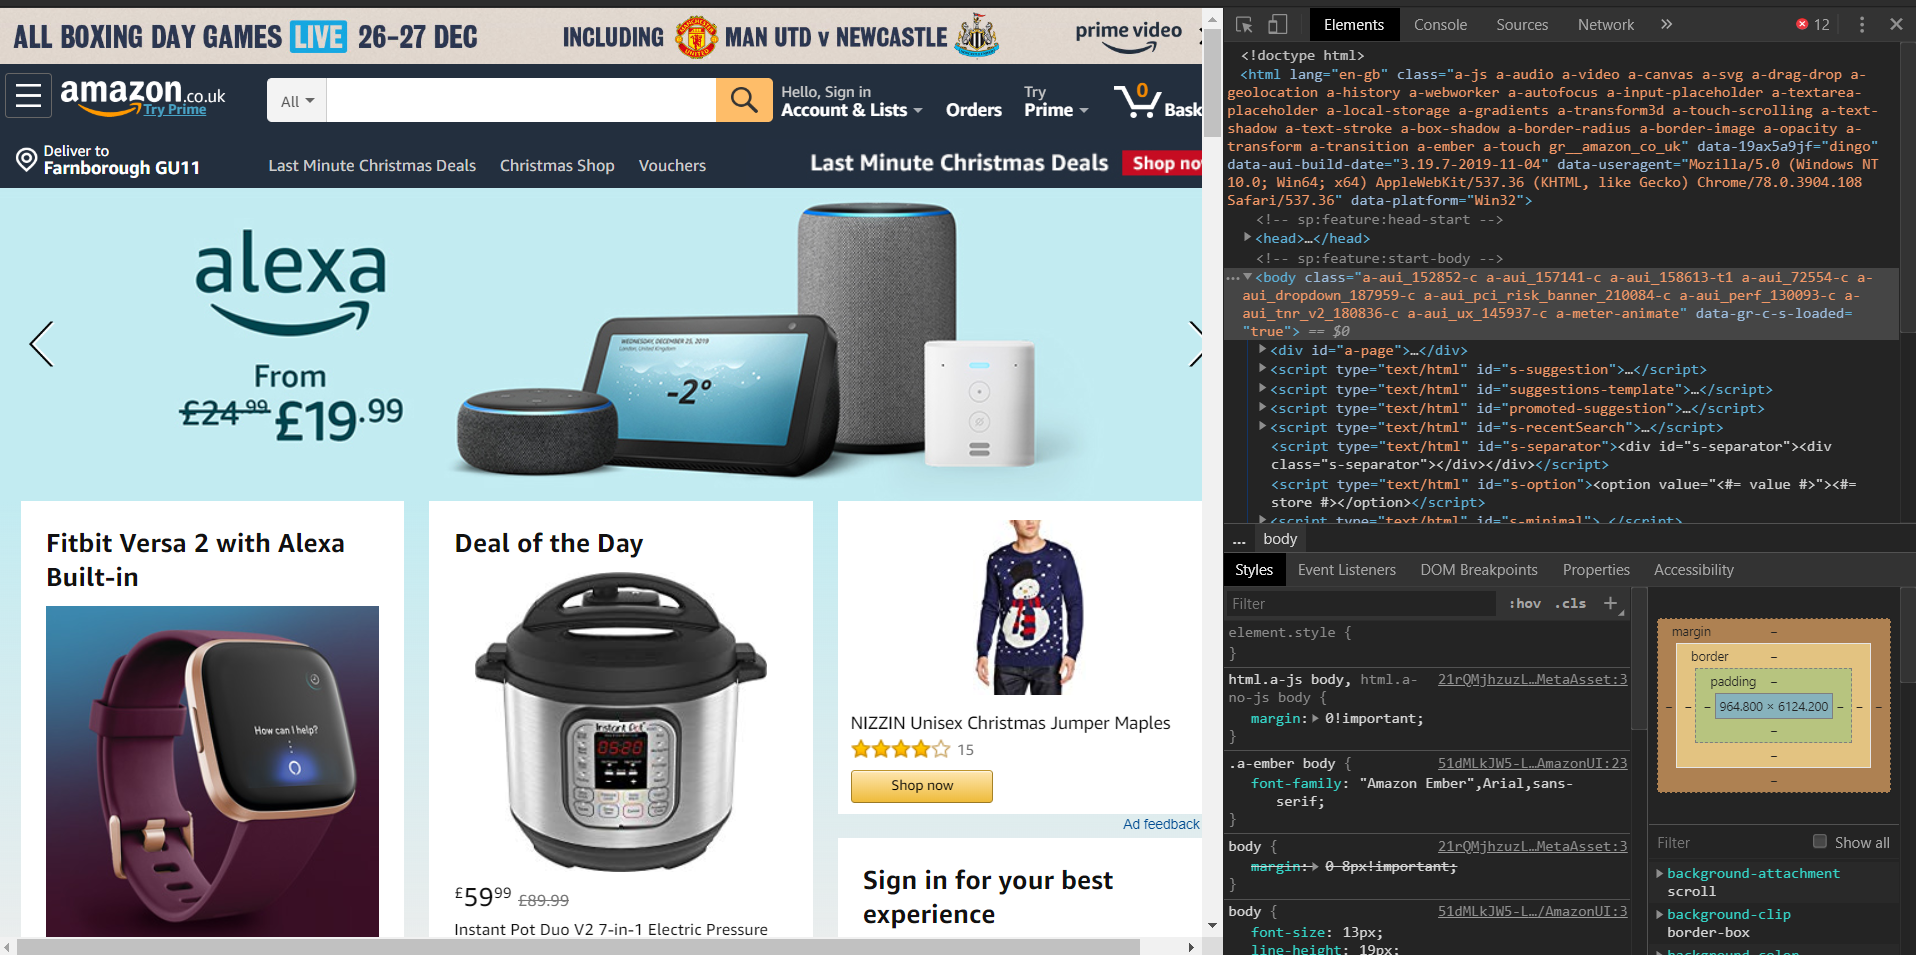 ALL BOXING DAY GAMES LIVE 26-27 DEC
INCLUDING MAN UTD v NEWCASTLE
prime video
amazon.co.uk
Try Prime
All
Hello, Sign in
Account & Lists
Orders
Try
Prime
0
Bask
Deliver to
Farnborough GU11
Last Minute Christmas Deals
Christmas Shop
Vouchers
Last Minute Christmas Deals
Shop no
alexa
From
£24.99 £19.99
WEDNESDAY, DECEMBER 25, 2019
London, United Kingdom
-2°
Fitbit Versa 2 with Alexa
Built-in
How can I help?
Deal of the Day
Instant Pot
05:20
£59.99 £89.99
Instant Pot Duo V2 7-in-1 Electric Pressure
NIZZIN Unisex Christmas Jumper Maples
15
Shop now
Ad feedback
Sign in for your best
experience
Elements
Console
Sources
Network
»
12
<!doctype html>
<html lang="en-gb" class="a-js a-audio a-video a-canvas a-svg a-drag-drop a-
geolocation a-history a-webworker a-autofocus a-input-placeholder a-textarea-
placeholder a-local-storage a-gradients a-transform3d a-touch-scrolling a-text-
shadow a-text-stroke a-box-shadow a-border-radius a-border-image a-opacity a-
transform a-transition a-ember a-touch gr__amazon_co_uk" data-19ax5a9jf="dingo"
data-aui-build-date="3.19.7-2019-11-04" data-useragent="Mozilla/5.0 (Windows NT
10.0; Win64; x64) AppleWebKit/537.36 (KHTML, like Gecko) Chrome/78.0.3904.108
Safari/537.36" data-platform="Win32">
<!-- sp:feature:head-start -->
<head>…</head>
<!-- sp:feature:start-body -->
<body class="a-aui_152852-c a-aui_157141-c a-aui_158613-t1 a-aui_72554-c a-
aui_dropdown_187959-c a-aui_pci_risk_banner_210084-c a-aui_perf_130093-c a-
aui_tnr_v2_180836-c a-aui_ux_145937-c a-meter-animate" data-gr-c-s-loaded=
"true"> == $0
<div id="a-page">…</div>
<script type="text/html" id="s-suggestion">…</script>
<script type="text/html" id="suggestions-template">…</script>
<script type="text/html" id="promoted-suggestion">…</script>
<script type="text/html" id="s-recentSearch">…</script>
<script type="text/html" id="s-separator"><div id="s-separator"><div
class="s-separator"></div></div></script>
<script type="text/html" id="s-option"><option value="<#= value #>"><#=
store #></option></script>
<script type="text/html" id="s-minimal">…</script>
... body
Styles
Event Listeners
DOM Breakpoints
Properties
Accessibility
Filter
:hov .cls +
element.style {
}
html.a-js body, html.a-
no-js body {
21rQMjhzuzL…MetaAsset:3
margin: 0!important;
}
.a-ember body {
51dMLkJW5-L…AmazonUI:23
font-family: "Amazon Ember",Arial,sans-
serif;
}
body {
21rQMjhzuzL…MetaAsset:3
margin: 0 8px!important;
}
body {
51dMLkJW5-L…/AmazonUI:3
font-size: 13px;
line-height: 19px;
margin –
border –
padding –
– – – 964.800 × 6124.200 – – –
–
–
–
Filter
Show all
background-attachment
scroll
background-clip
border-box
background-color